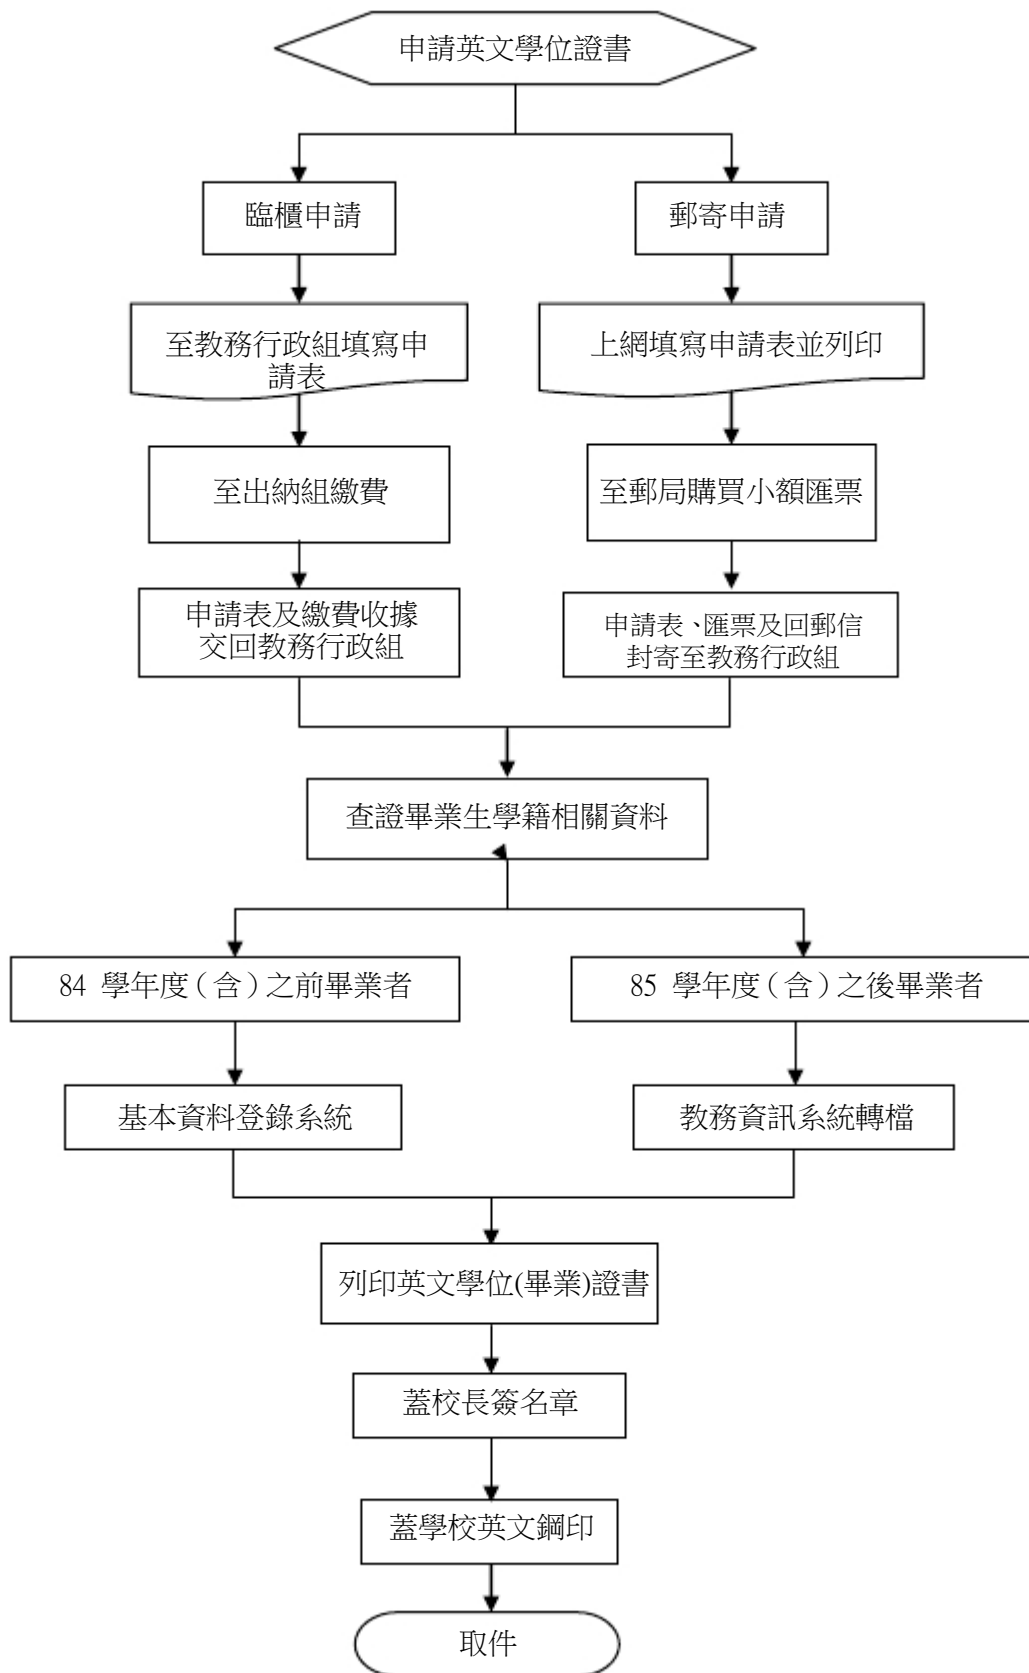 申請英文學位證書
臨櫃申請
郵寄申請
至教務行政組填寫申
請表
上網填寫申請表並列印
至出納組繳費
至郵局購買小額匯票
申請表及繳費收據
交回教務行政組
申請表、匯票及回郵信
封寄至教務行政組
查證畢業生學籍相關資料
84 學年度（含）之前畢業者
85 學年度（含）之後畢業者
基本資料登錄系統
教務資訊系統轉檔
列印英文學位(畢業)證書
蓋校長簽名章
蓋學校英文鋼印
取件